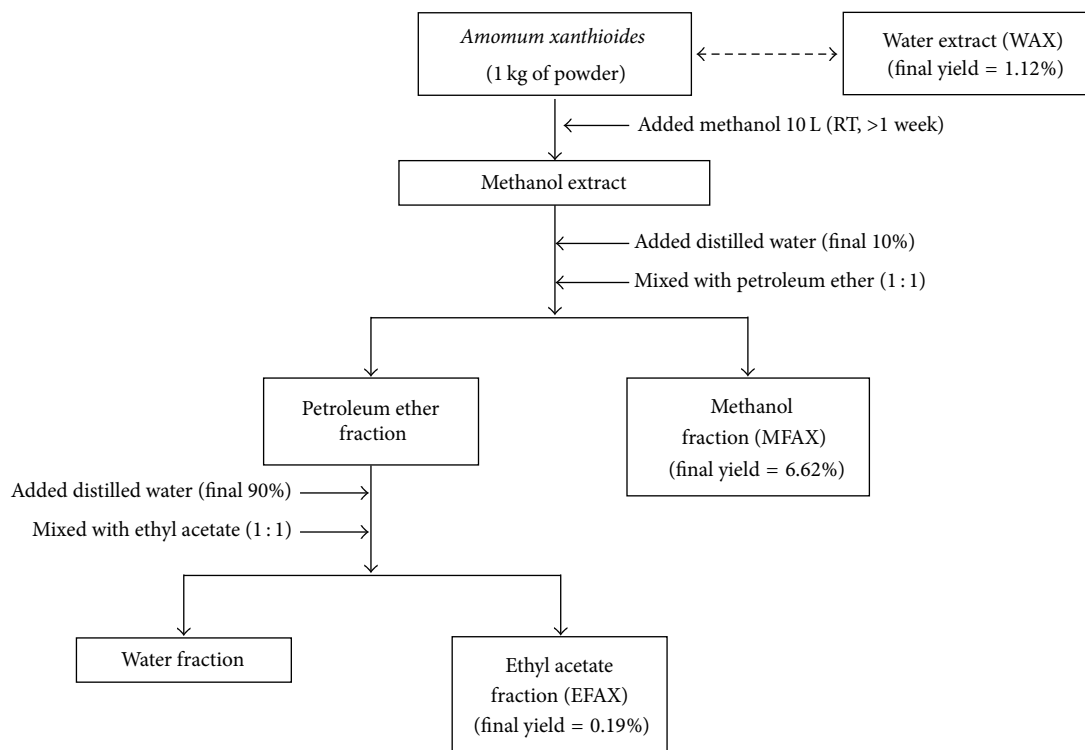 Amomum xanthioides
(1 kg of powder)
Water extract (WAX)
(final yield = 1.12%)
Added methanol 10 L (RT, >1 week)
Methanol extract
Added distilled water (final 10%)
Mixed with petroleum ether (1 : 1)
Petroleum ether
fraction
Methanol
fraction (MFAX)
(final yield = 6.62%)
Added distilled water (final 90%)
Mixed with ethyl acetate (1 : 1)
Water fraction
Ethyl acetate
fraction (EFAX)
(final yield = 0.19%)